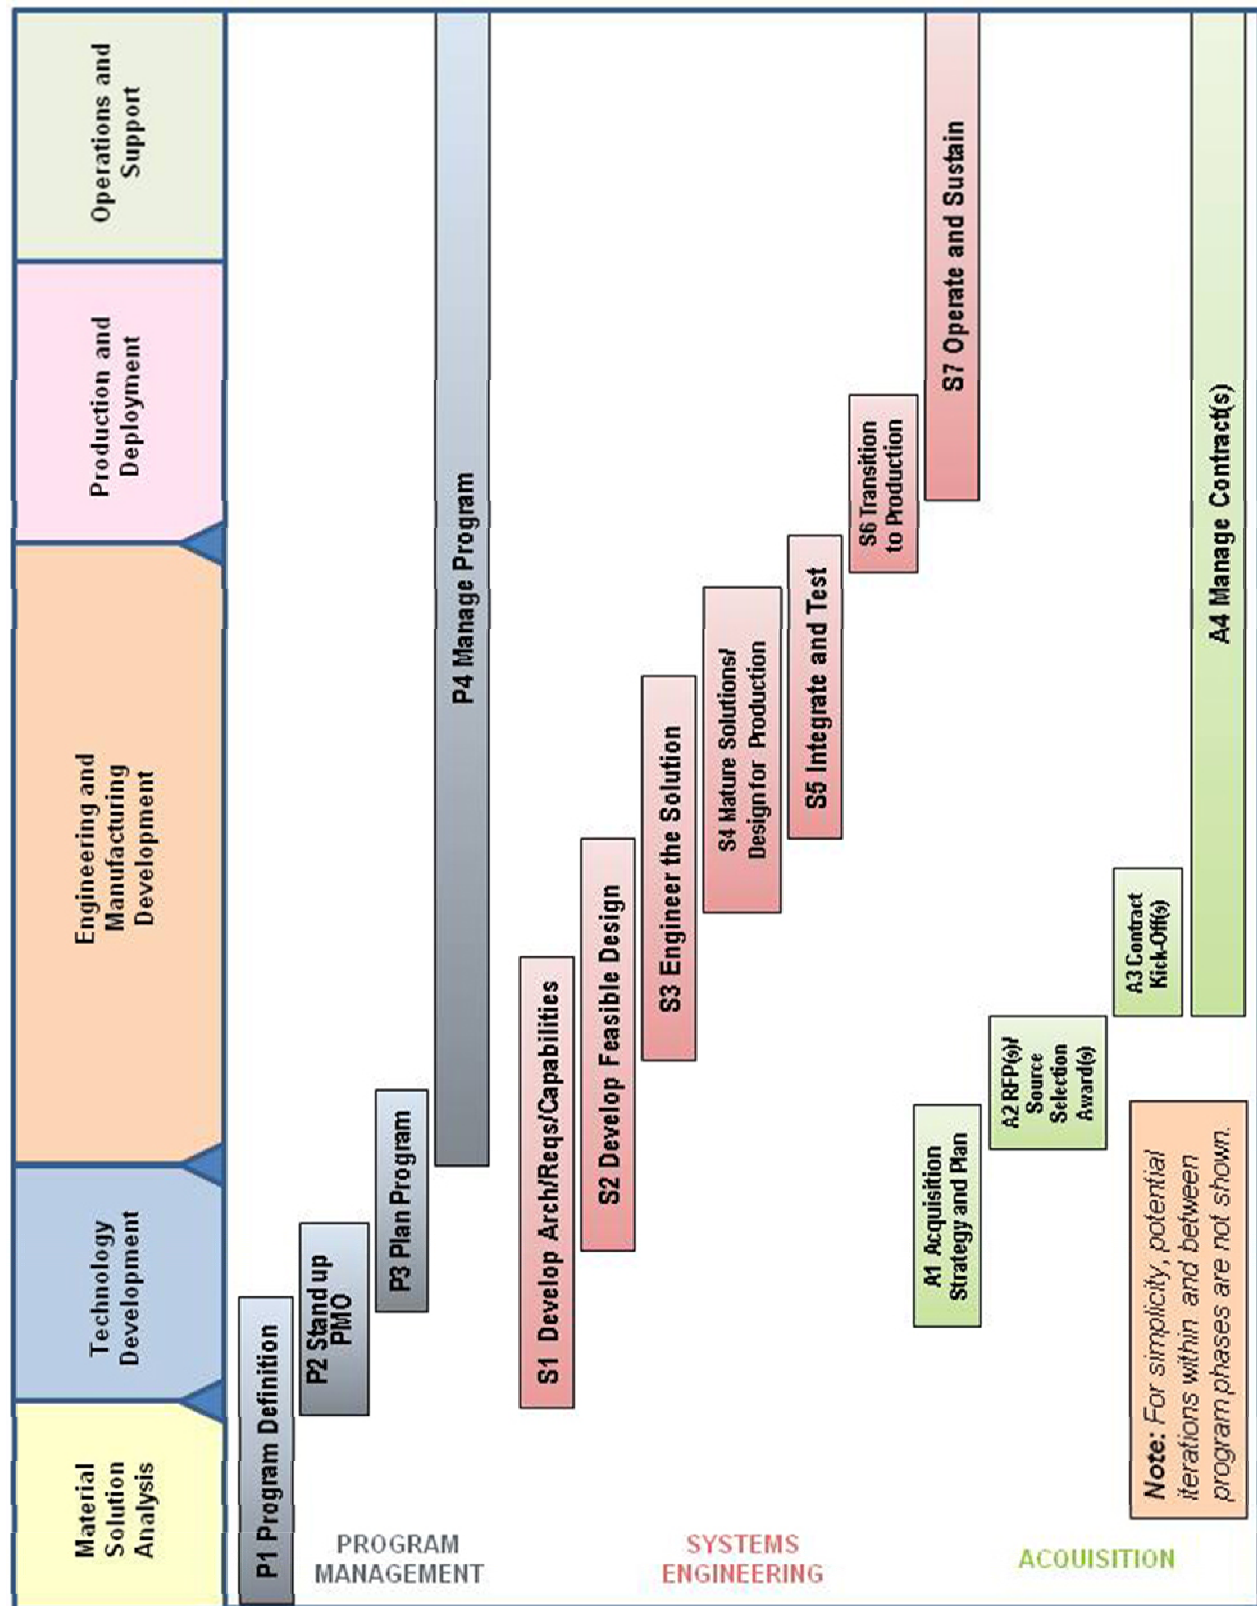 Material
Solution
Analysis
Technology
Development
Engineering and
Manufacturing
Development
Production and
Deployment
Operations and
Support
PROGRAM
MANAGEMENT
P1 Program Definition
P2 Stand up
PMO
P3 Plan Program
P4 Manage Program
SYSTEMS
ENGINEERING
S1 Develop Arch/Reqs/Capabilities
S2 Develop Feasible Design
S3 Engineer the Solution
S4 Mature Solutions/
Design for Production
S5 Integrate and Test
S6 Transition
to Production
S7 Operate and Sustain
ACQUISITION
A1 Acquisition
Strategy and Plan
A2 RFP(s)/
Source
Selection
Award(s)
A3 Contract
Kick-Off(s)
A4 Manage Contract(s)
Note: For simplicity, potential
iterations within and between
program phases are not shown.